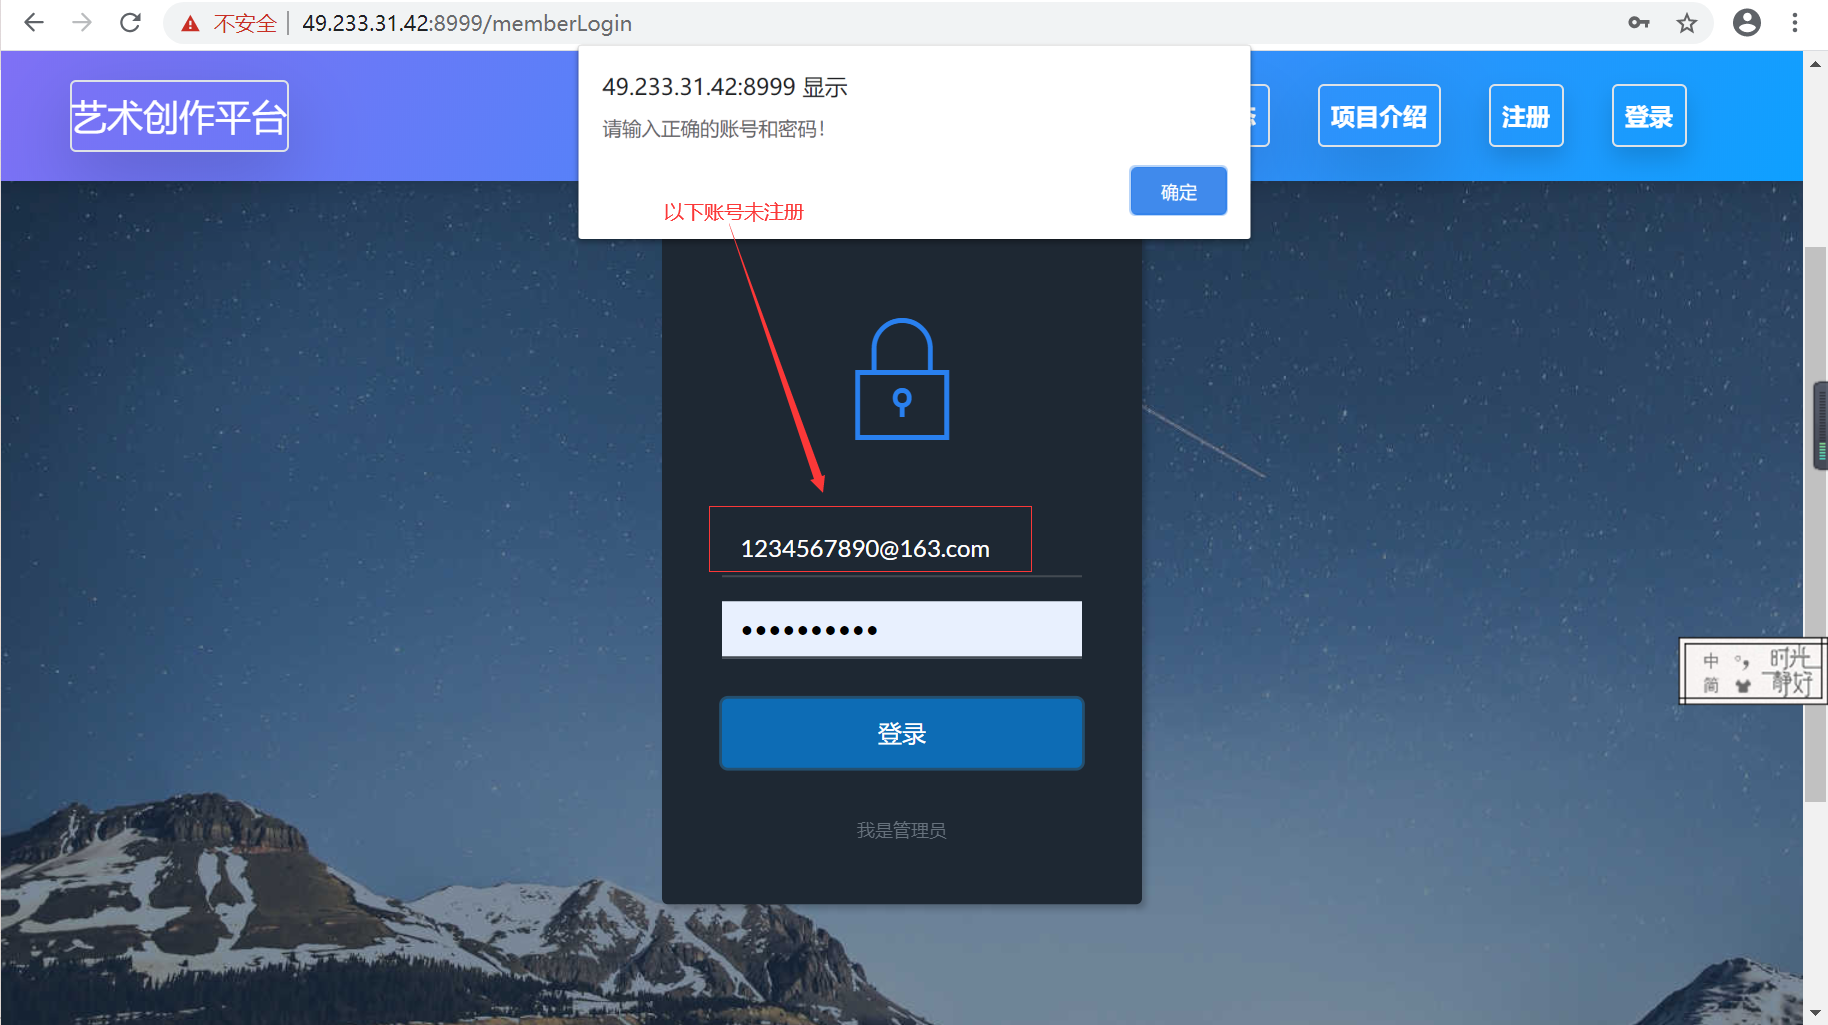 不安全 49.233.31.42:8999/memberLogin
艺术创作平台
项目介绍
注册
登录
49.233.31.42:8999 显示
请输入正确的账号和密码！
确定
以下账号未注册
1234567890@163.com
••••••••••
登录
我是管理员
中 °, 时光
简 静好